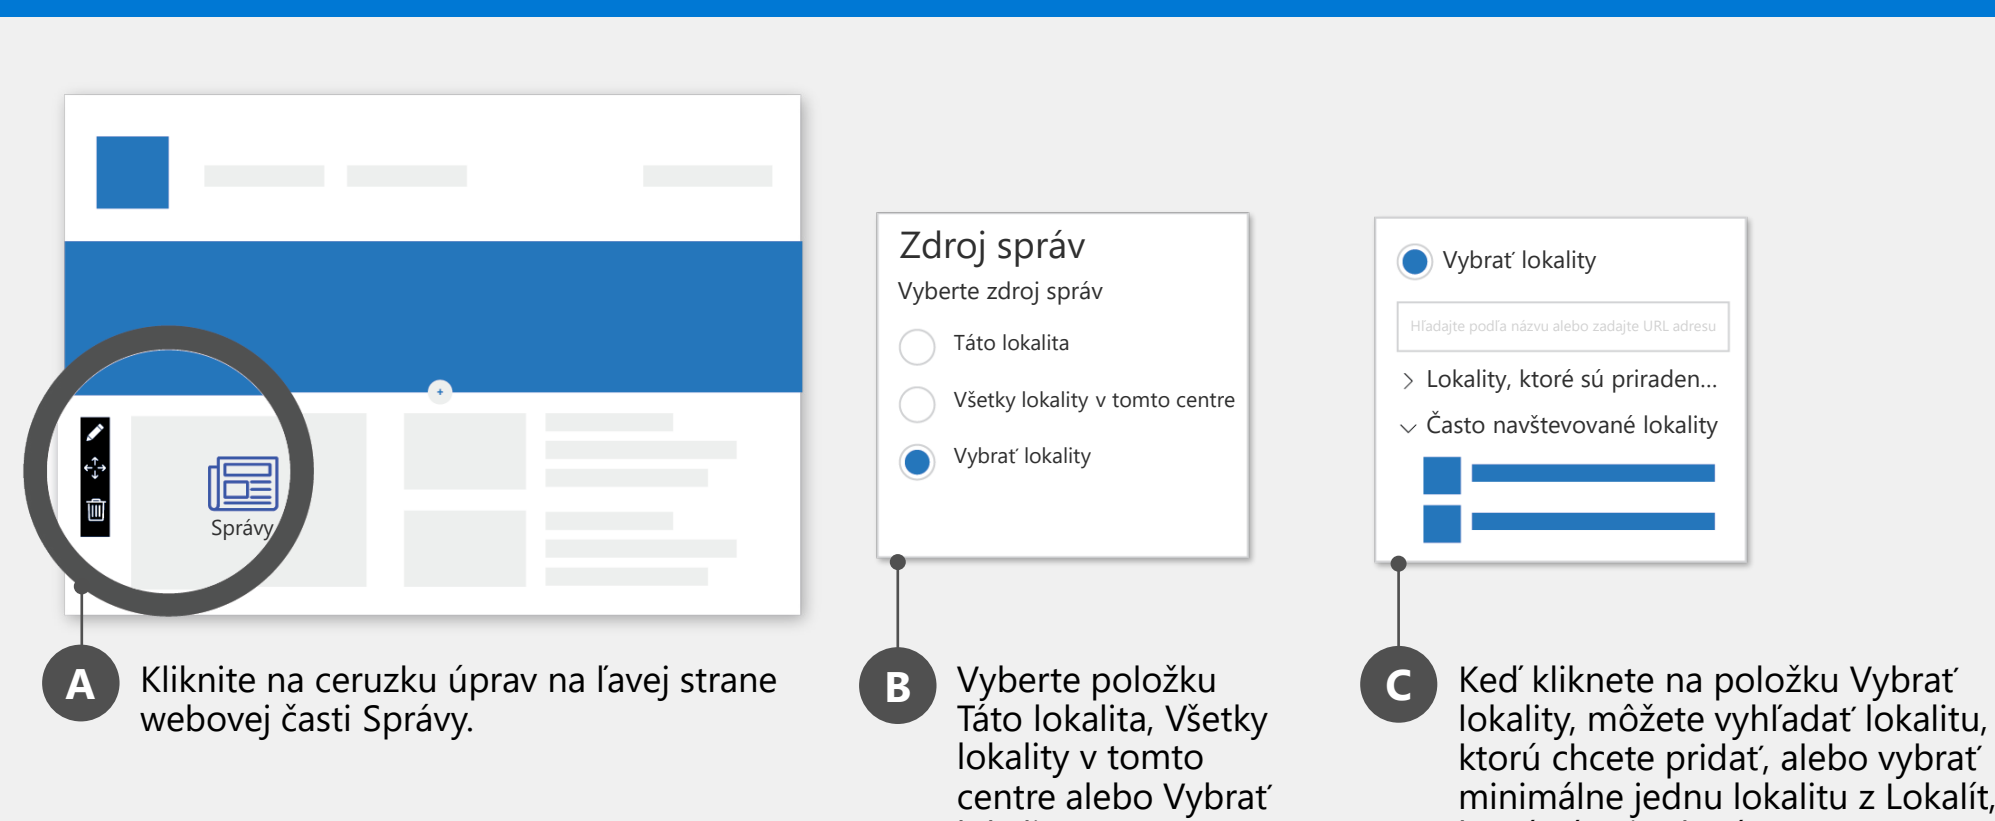 Správy
A
Kliknite na ceruzku úprav na ľavej strane
webovej časti Správy.
Zdroj správ
Vyberte zdroj správ
Táto lokalita
Všetky lokality v tomto centre
Vybrať lokality
B
Vyberte položku
Táto lokalita, Všetky
lokality v tomto
centre alebo Vybrať
Vybrať lokality
Hľadajte podľa názvu alebo zadajte URL adresu
Lokality, ktoré sú priraden...
Často navštevované lokality
C
Keď kliknete na položku Vybrať
lokality, môžete vyhľadať lokalitu,
ktorú chcete pridať, alebo vybrať
minimálne jednu lokalitu z Lokalít,